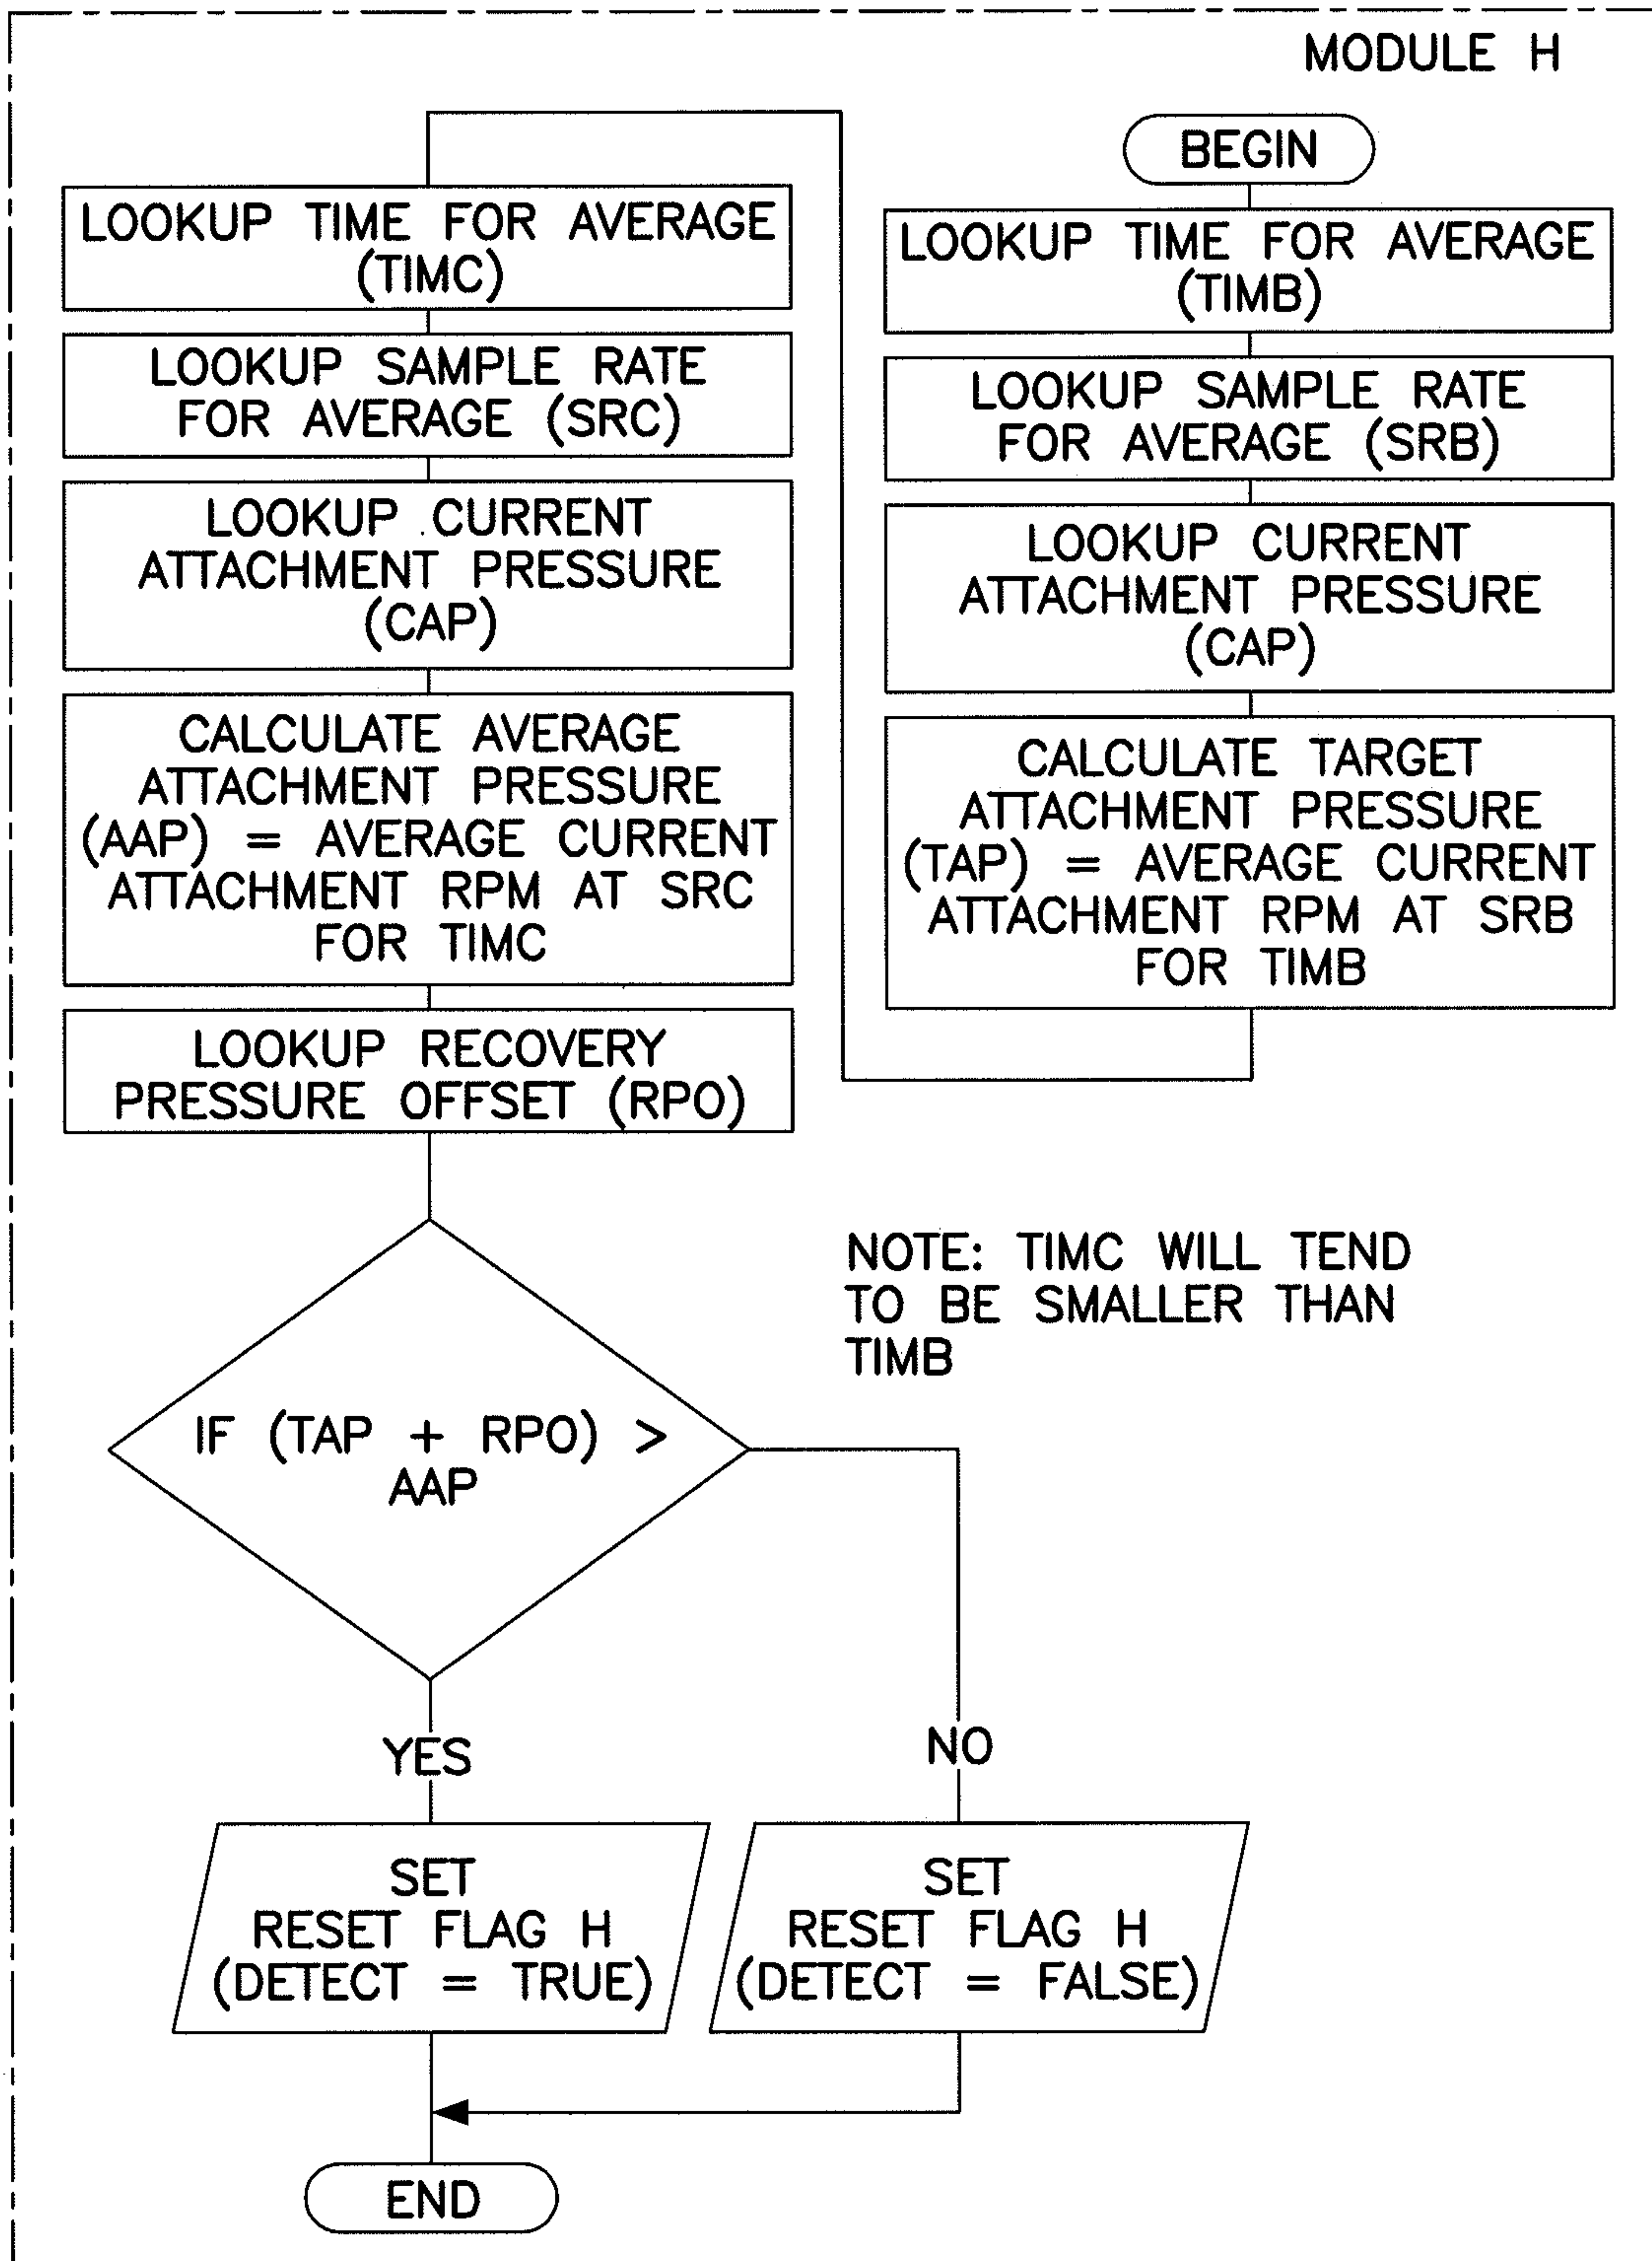 MODULE H
BEGIN
LOOKUP TIME FOR AVERAGE
(TIMB)
LOOKUP SAMPLE RATE
FOR AVERAGE (SRB)
LOOKUP CURRENT
ATTACHMENT PRESSURE
(CAP)
CALCULATE TARGET
ATTACHMENT PRESSURE
(TAP) = AVERAGE CURRENT
ATTACHMENT RPM AT SRB
FOR TIMB
LOOKUP TIME FOR AVERAGE
(TIMC)
LOOKUP SAMPLE RATE
FOR AVERAGE (SRC)
LOOKUP CURRENT
ATTACHMENT PRESSURE
(CAP)
CALCULATE AVERAGE
ATTACHMENT PRESSURE
(AAP) = AVERAGE CURRENT
ATTACHMENT RPM AT SRC
FOR TIMC
LOOKUP RECOVERY
PRESSURE OFFSET (RPO)
NOTE: TIMC WILL TEND
TO BE SMALLER THAN
TIMB
IF (TAP + RPO) >
AAP
YES
NO
SET
RESET FLAG H
(DETECT = TRUE)
SET
RESET FLAG H
(DETECT = FALSE)
END